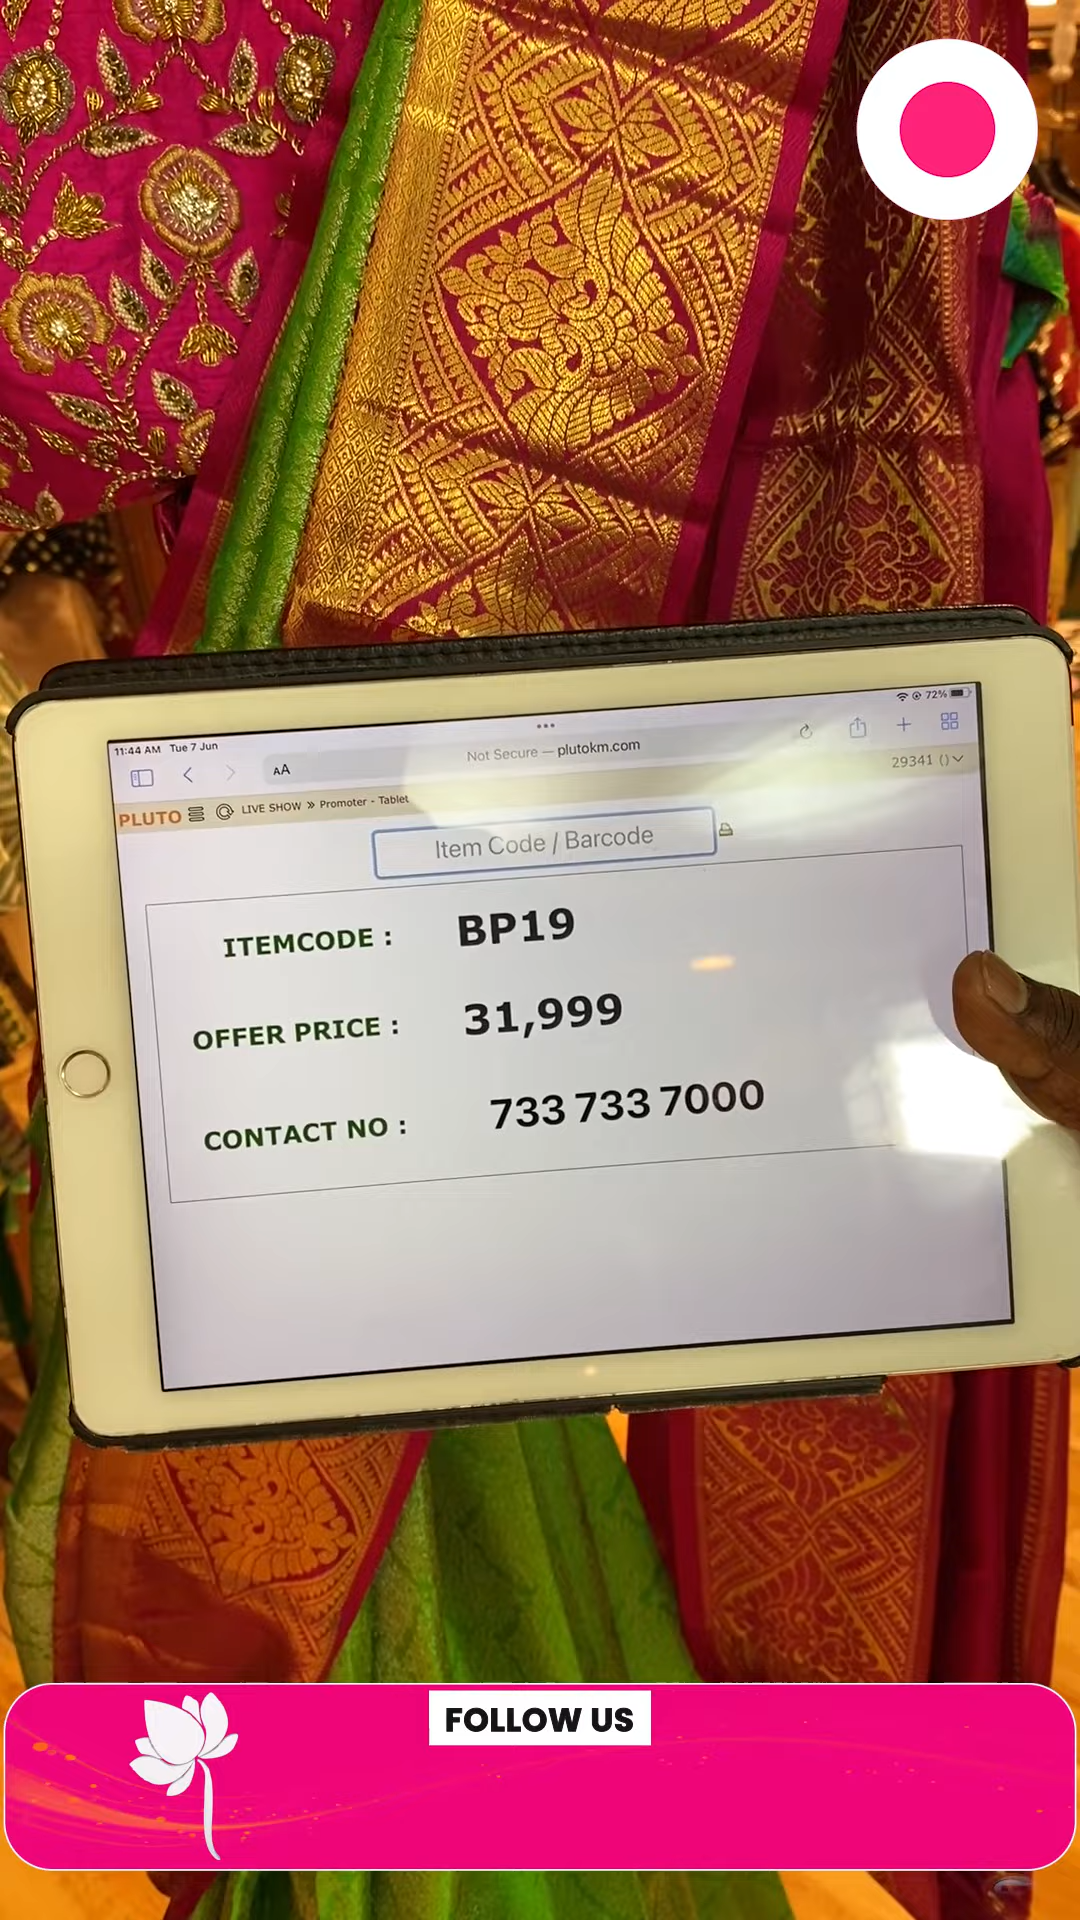 11:44 AM Tue 7 Jun
72%
AA
Not Secure — plutokm.com
29341 ()
PLUTO
LIVE SHOW » Promoter - Tablet
Item Code / Barcode
ITEMCODE : BP19
OFFER PRICE : 31,999
CONTACT NO : 733 733 7000
FOLLOW US